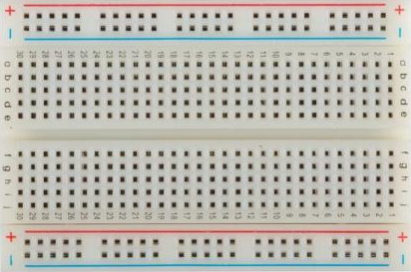 + +
- -
30 29 28 27 26 25 24 23 22 21 20 19 18 17 16 15 14 13 12 11 10 9 8 7 6 5 4 3 2 1
a a
b b
c c
d d
e e
f f
g g
h h
i i
j j
30 29 28 27 26 25 24 23 22 21 20 19 18 17 16 15 14 13 12 11 10 9 8 7 6 5 4 3 2 1
+ +
- -